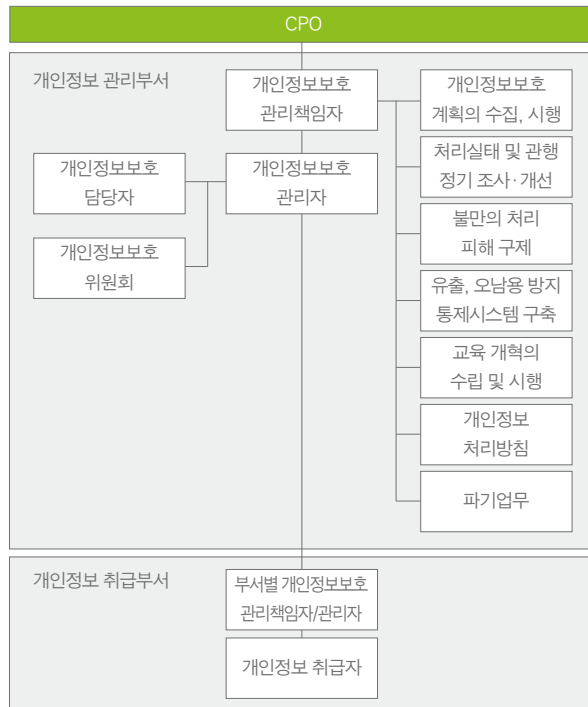 CPO
개인정보 관리부서
개인정보보호
관리책임자
개인정보보호
계획의 수집, 시행
처리실태 및 관행
정기 조사·개선
개인정보보호
담당자
개인정보보호
관리자
불만의 처리
피해 구제
개인정보보호
위원회
유출, 오남용 방지
통제시스템 구축
교육 개혁의
수립 및 시행
개인정보
처리방침
파기업무
개인정보 취급부서
부서별 개인정보보호
관리책임자/관리자
개인정보 취급자